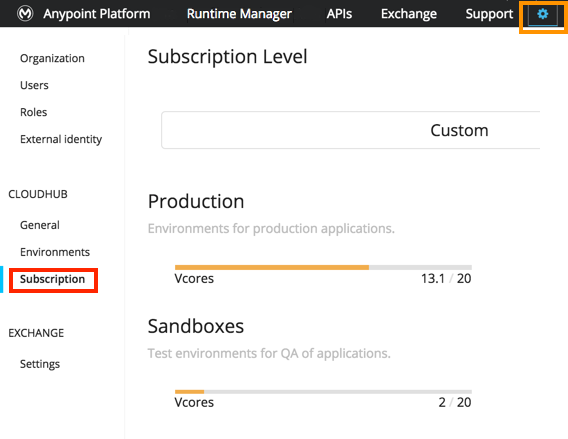 Anypoint Platform Runtime Manager APIs Exchange Support
Organization
Users
Roles
External identity
CLOUDHUB
General
Environments
Subscription
EXCHANGE
Settings
Subscription Level
Custom
Production
Environments for production applications.
Vcores 13.1 / 20
Sandboxes
Test environments for QA of applications.
Vcores 2 / 20